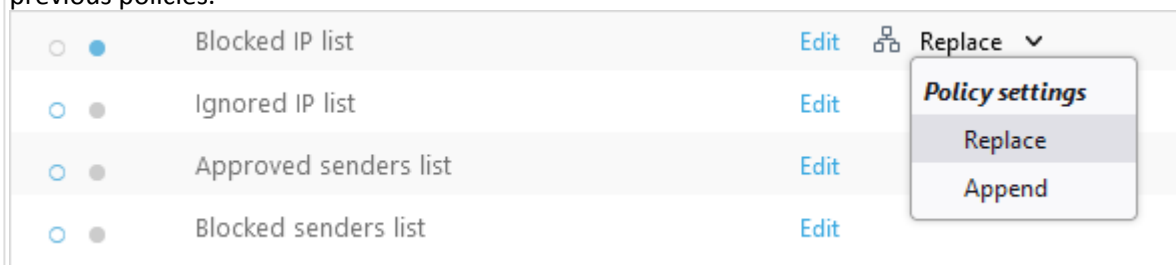 previous policies.
Blocked IP list Edit Replace
Policy settings
Ignored IP list Edit
Replace
Approved senders list Edit
Append
Blocked senders list Edit